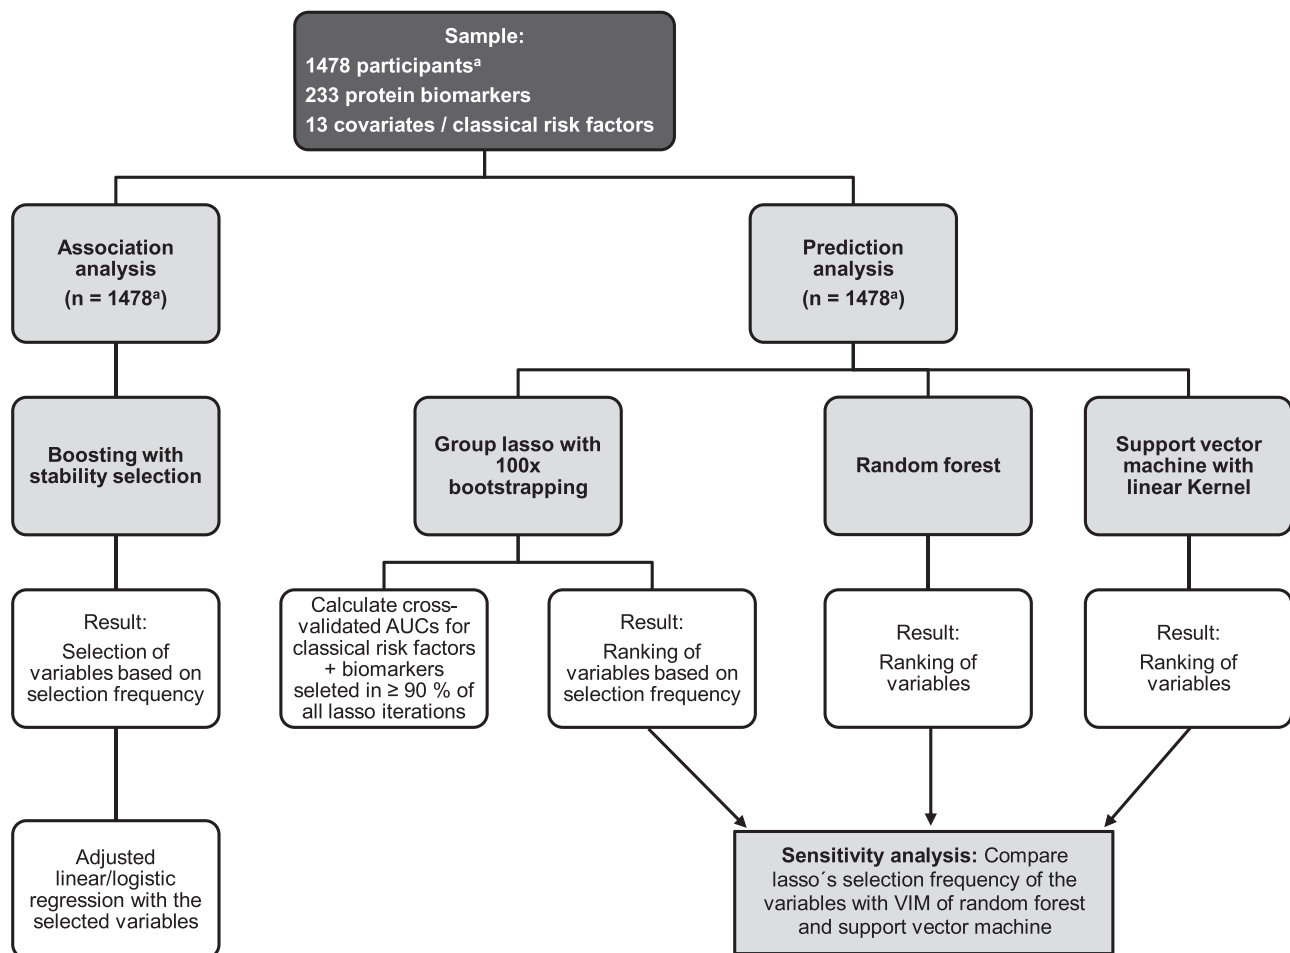 Sample:
1478 participantsᵃ
233 protein biomarkers
13 covariates / classical risk factors
Association
analysis
(n = 1478ᵃ)
Prediction
analysis
(n = 1478ᵃ)
Boosting with
stability selection
Group lasso with
100x
bootstrapping
Random forest
Support vector
machine with
linear Kernel
Result:
Selection of
variables based on
selection frequency
Calculate cross-
validated AUCs for
classical risk factors
+ biomarkers
seleted in ≥ 90 % of
all lasso iterations
Result:
Ranking of
variables based on
selection frequency
Result:
Ranking of
variables
Result:
Ranking of
variables
Adjusted
linear/logistic
regression with the
selected variables
Sensitivity analysis: Compare
lasso´s selection frequency of the
variables with VIM of random forest
and support vector machine